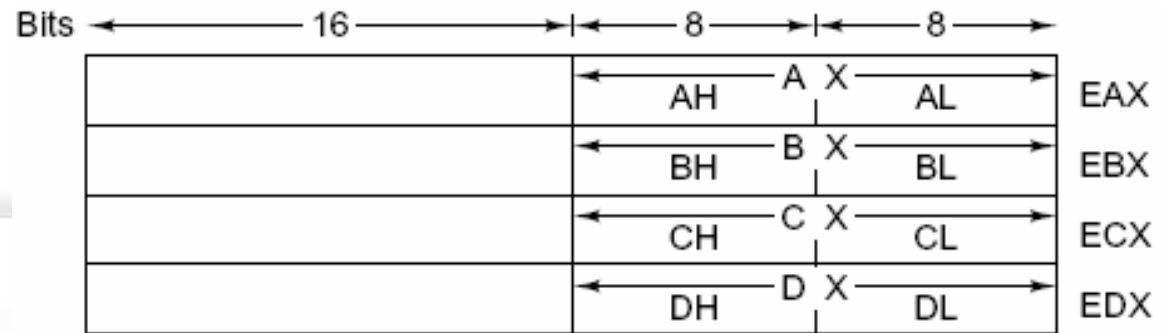 Bits 16 8 8
A X
AH AL EAX
B X
BH BL EBX
C X
CH CL ECX
D X
DH DL EDX